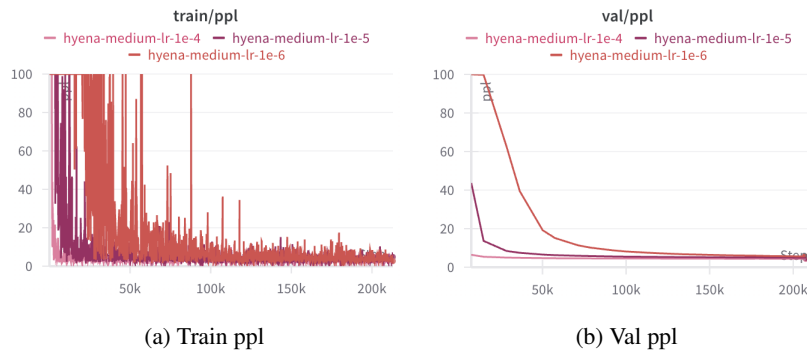 train/ppl
hyena-medium-lr-1e-4 hyena-medium-lr-1e-5
hyena-medium-lr-1e-6
100
80
60
40
20
0
ppl
50k 100k 150k 200k
(a) Train ppl
val/ppl
hyena-medium-lr-1e-4 hyena-medium-lr-1e-5
hyena-medium-lr-1e-6
100
80
60
40
20
0
ppl
Step
50k 100k 150k 200k
(b) Val ppl